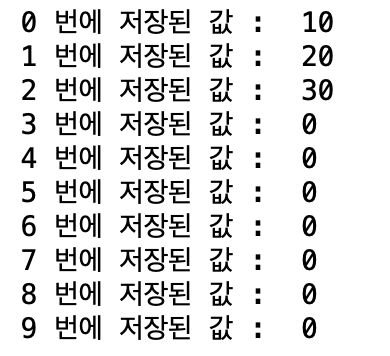 0 번에 저장된 값 : 10
1 번에 저장된 값 : 20
2 번에 저장된 값 : 30
3 번에 저장된 값 : 0
4 번에 저장된 값 : 0
5 번에 저장된 값 : 0
6 번에 저장된 값 : 0
7 번에 저장된 값 : 0
8 번에 저장된 값 : 0
9 번에 저장된 값 : 0